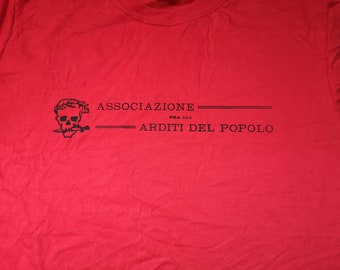 ASSOCIAZIONE
FRA GLI
ARDITI DEL POPOLO